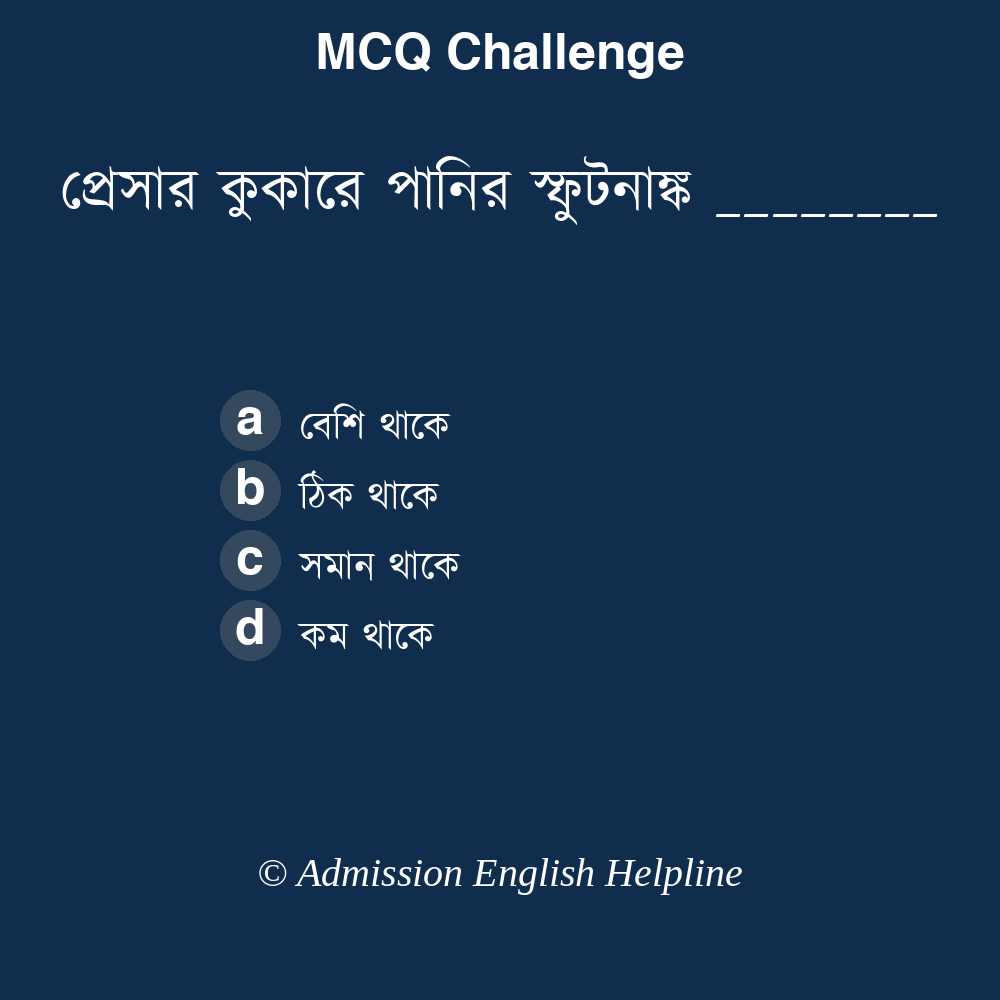 MCQ Challenge
প্রেসার কুকারে পানির স্ফুটনাঙ্ক ________
a বেশি থাকে
b ঠিক থাকে
c সমান থাকে
d কম থাকে
© Admission English Helpline